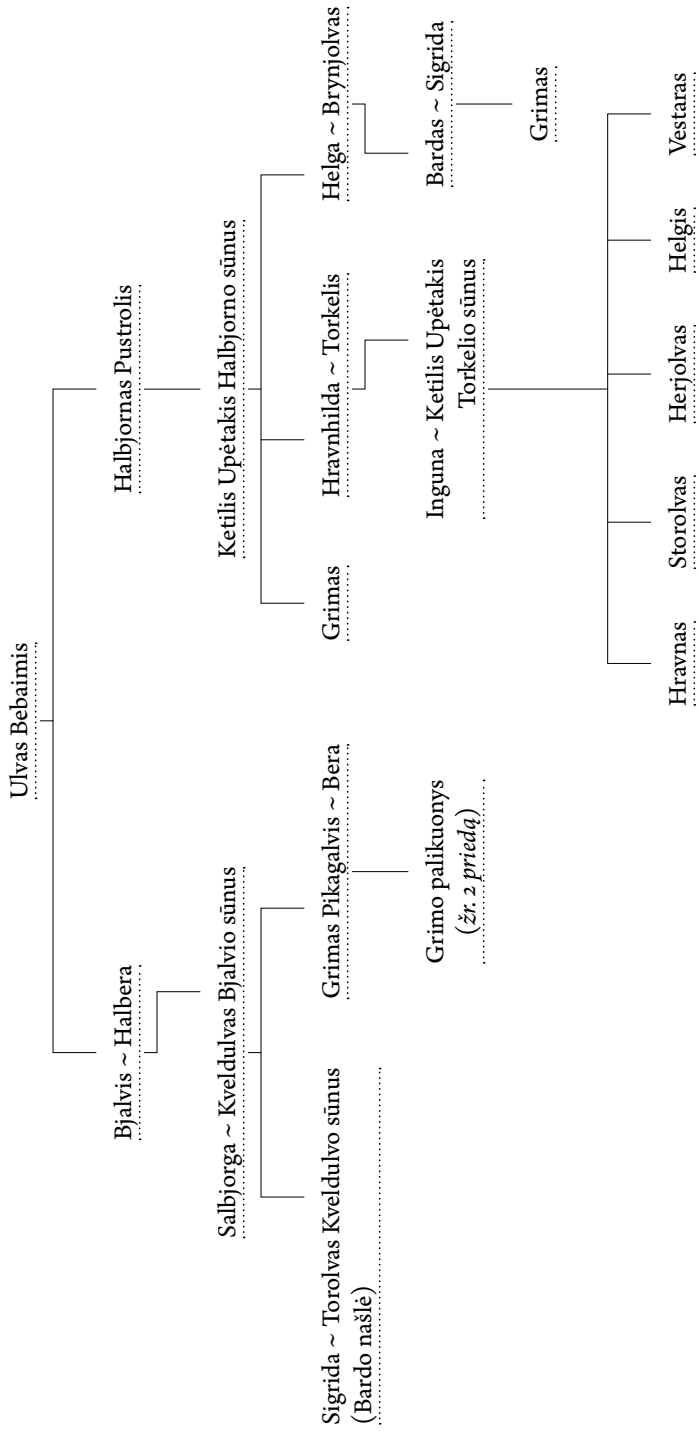 Ulvas Bebaimis
Bjalvis ~ Halbera
Halbjornas Pustrolis
Salbjorga ~ Kveldulvas Bjalvio sūnus
Ketilis Upėtakis Halbjorno sūnus
Sigrida ~ Torolvas Kveldulvo sūnus
(Bardo našlė)
Grimas Pikagalvis ~ Bera
Grimas
Hravnhilda ~ Torkelis
Helga ~ Brynjolvas
Grimo palikuonys
(žr. 2 priedą)
Inguna ~ Ketilis Upėtakis
Torkelio sūnus
Bardas ~ Sigrida
Grimas
Hravnas
Storolvas
Herjolvas
Helgis
Vestaras